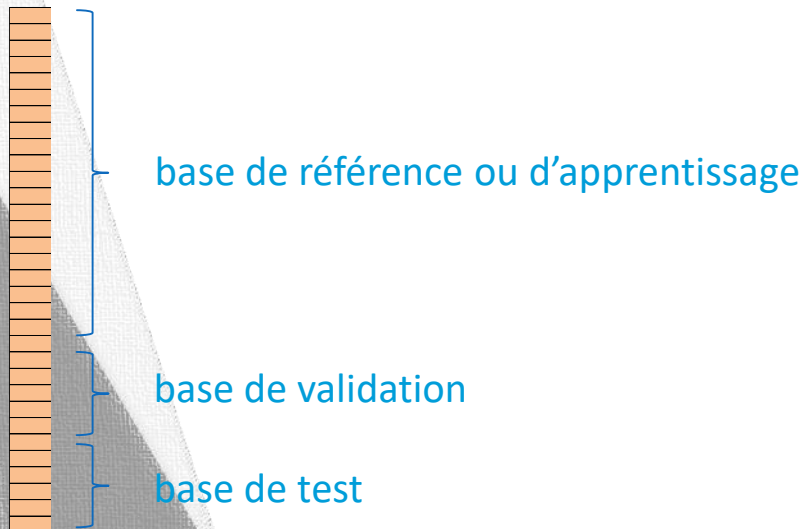 base de référence ou d’apprentissage
base de validation
base de test